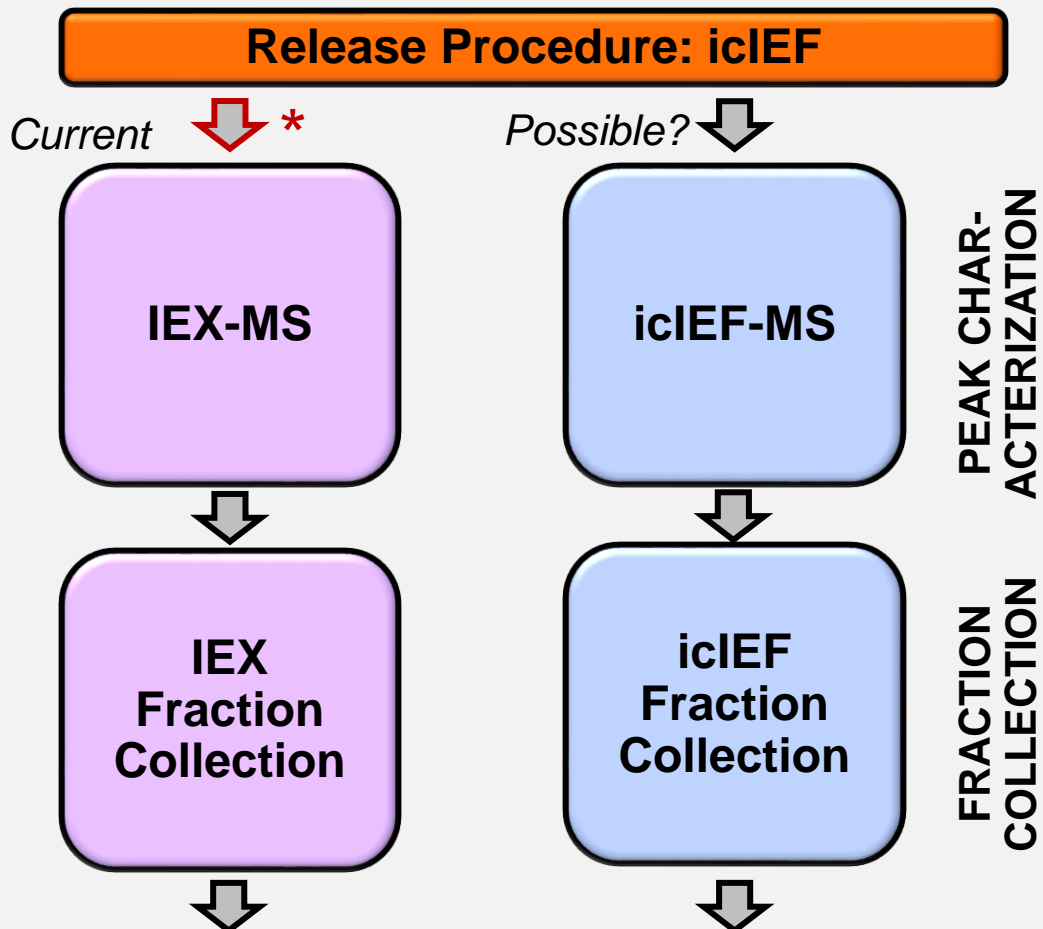 Release Procedure: icIEF
Current
*
Possible?
IEX-MS
icIEF-MS
PEAK CHAR-
ACTERIZATION
IEX
Fraction
Collection
icIEF
Fraction
Collection
FRACTION
COLLECTION